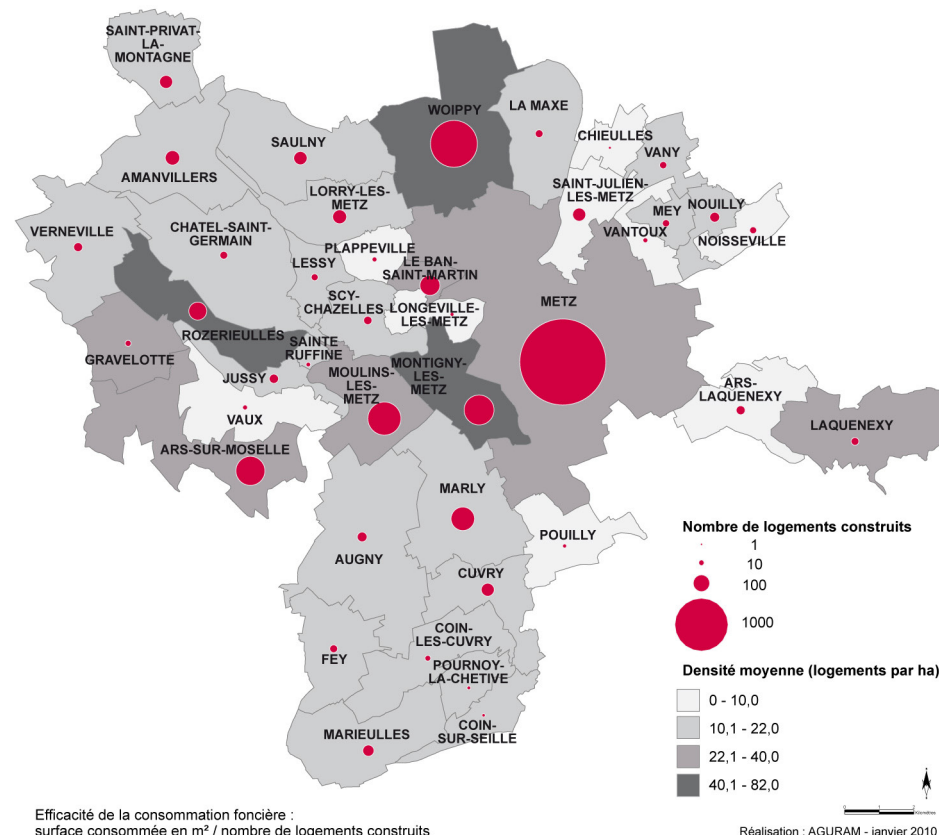 SAINT-PRIVAT-
LA-
MONTAGNE
WOIPPY
LA MAXE
CHIEULLES
SAULNY
VANY
AMANVILLERS
SAINT-JULIEN-
LES-METZ
LORRY-LES-
METZ
MEY
NOUILLY
VERNEVILLE
CHATEL-SAINT-
GERMAIN
VANTOUX
NOISSEVILLE
PLAPPEVILLE
LESSY
LE BAN-
SAINT-MARTIN
SCY-
CHAZELLES
METZ
LONGEVILLE-
LES-METZ
ROZERIEULLES
GRAVELOTTE
SAINTE
RUFFINE
MONTIGNY-
LES-METZ
JUSSY
MOULINS-
LES-METZ
ARS-
LAQUENEXY
VAUX
LAQUENEXY
ARS-SUR-MOSELLE
MARLY
POUILLY
AUGNY
CUVRY
COIN-
LES-CUVRY
FEY
POURNOY-
LA-CHETIVE
MARIEULLES
COIN-
SUR-SEILLE
Nombre de logements construits
1
10
100
1000
Densité moyenne (logements par ha)
0 - 10,0
10,1 - 22,0
22,1 - 40,0
40,1 - 82,0
Efficacité de la consommation foncière :
surface consommée en m² / nombre de logements construits
Réalisation : AGURAM - janvier 2010